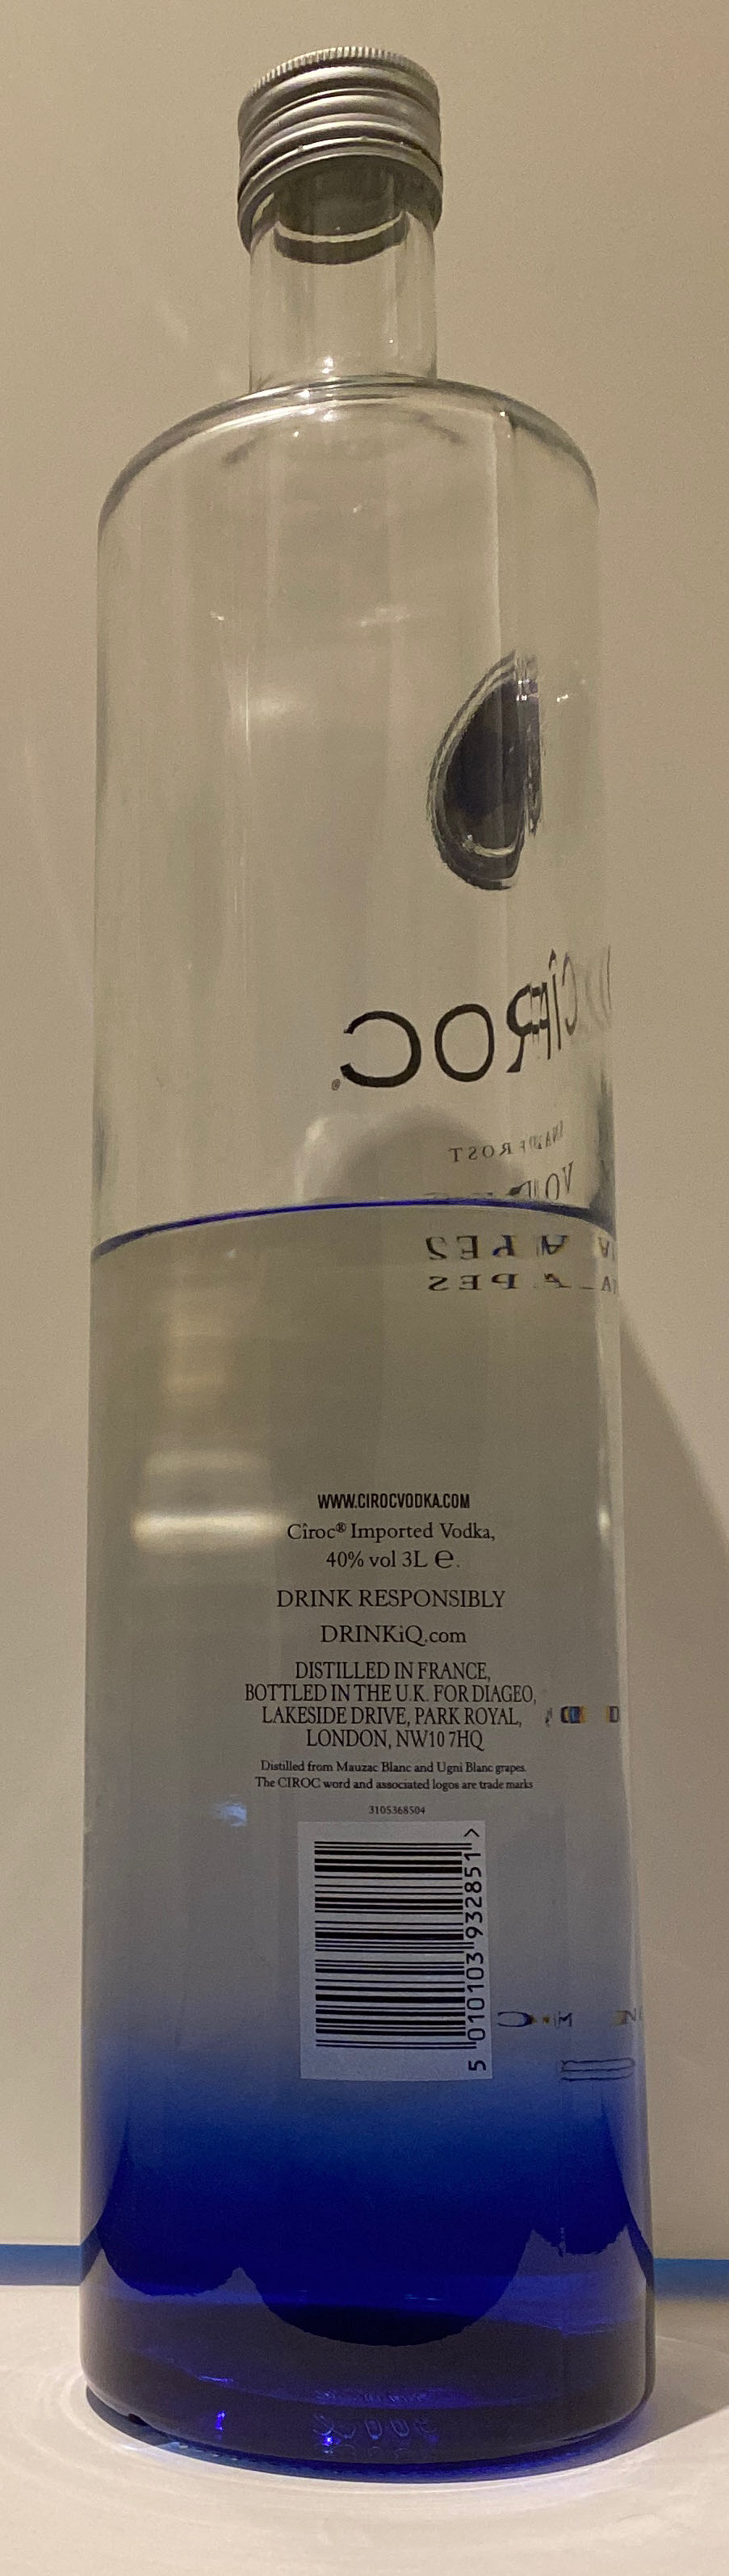 CÎROC®
FROST
WWW.CIROCVODKA.COM
Cîroc® Imported Vodka,
40% vol 3L ℮.
DRINK RESPONSIBLY
DRINKiQ.com
DISTILLED IN FRANCE,
BOTTLED IN THE U.K. FOR DIAGEO,
LAKESIDE DRIVE, PARK ROYAL,
LONDON, NW10 7HQ
Distilled from Mauzac Blanc and Ugni Blanc grapes.
The CIROC word and associated logos are trade marks
3105368504
5 010103 932851 >